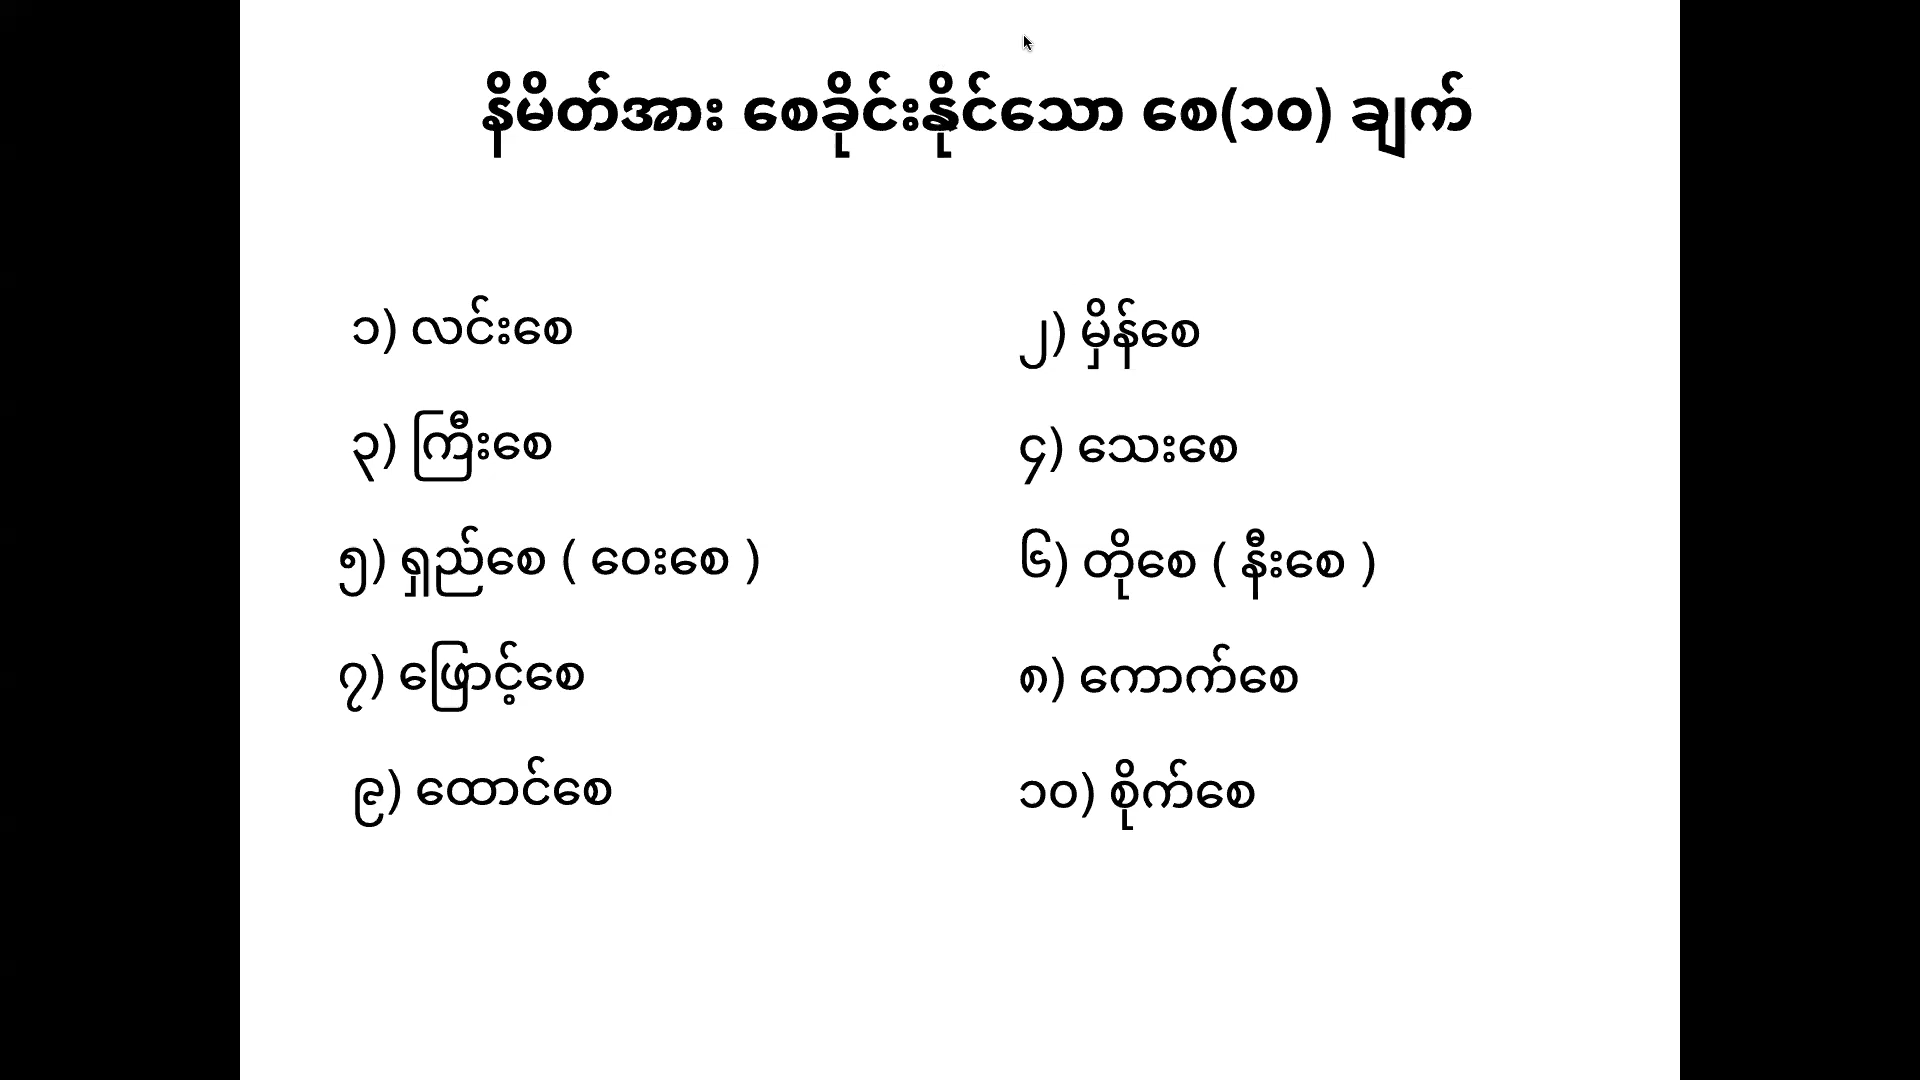 နိမိတ်အား စေခိုင်းနိုင်သော စေ(၁၀) ချက်
၁) လင်းစေ
၂) မှိန်စေ
၃) ကြီးစေ
၄) သေးစေ
၅) ရှည်စေ ( ဝေးစေ )
၆) တိုစေ ( နီးစေ )
၇) ဖြောင့်စေ
၈) ကောက်စေ
၉) ထောင်စေ
၁၀) စိုက်စေ